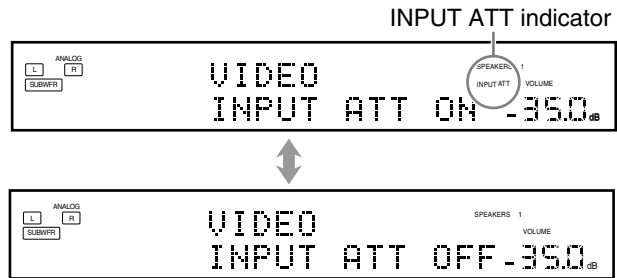 INPUT ATT indicator
ANALOG
L R
SUBWFR
SPEAKERS 1
INPUT ATT VOLUME
VIDEO
INPUT ATT ON -35.0 dB
ANALOG
L R
SUBWFR
SPEAKERS 1
VOLUME
VIDEO
INPUT ATT OFF -35.0 dB